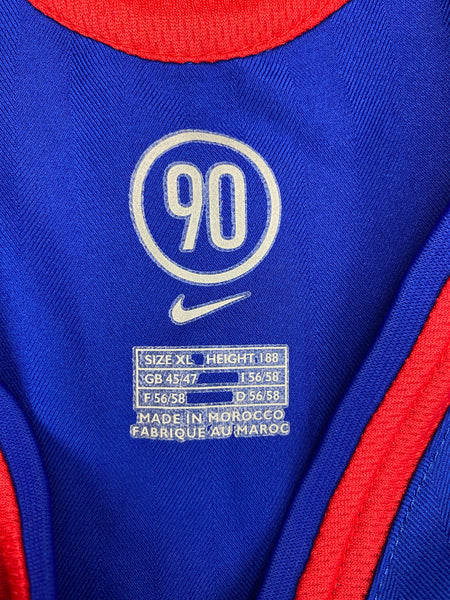 90
SIZE XL HEIGHT 188
GB 45/47 I 56/58
F 56/58 D 56/58
MADE IN MOROCCO
FABRIQUE AU MAROC